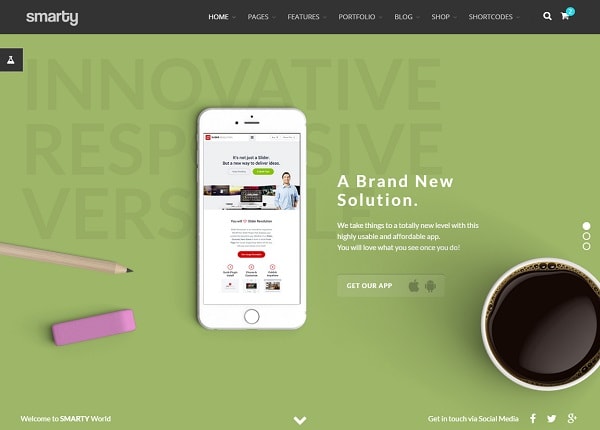 smarty
HOME PAGES FEATURES PORTFOLIO BLOG SHOP SHORTCODES
2
INNOVATIVE
RESPONSIVE
It's not just a Slider.
But a new way to deliver ideas.
You will Slider Revolution
A Brand New
Solution.
We take things to a totally new level with this
highly usable and affordable app.
You will love what you see once you do!
GET OUR APP
Welcome to SMARTY World
Get in touch via Social Media